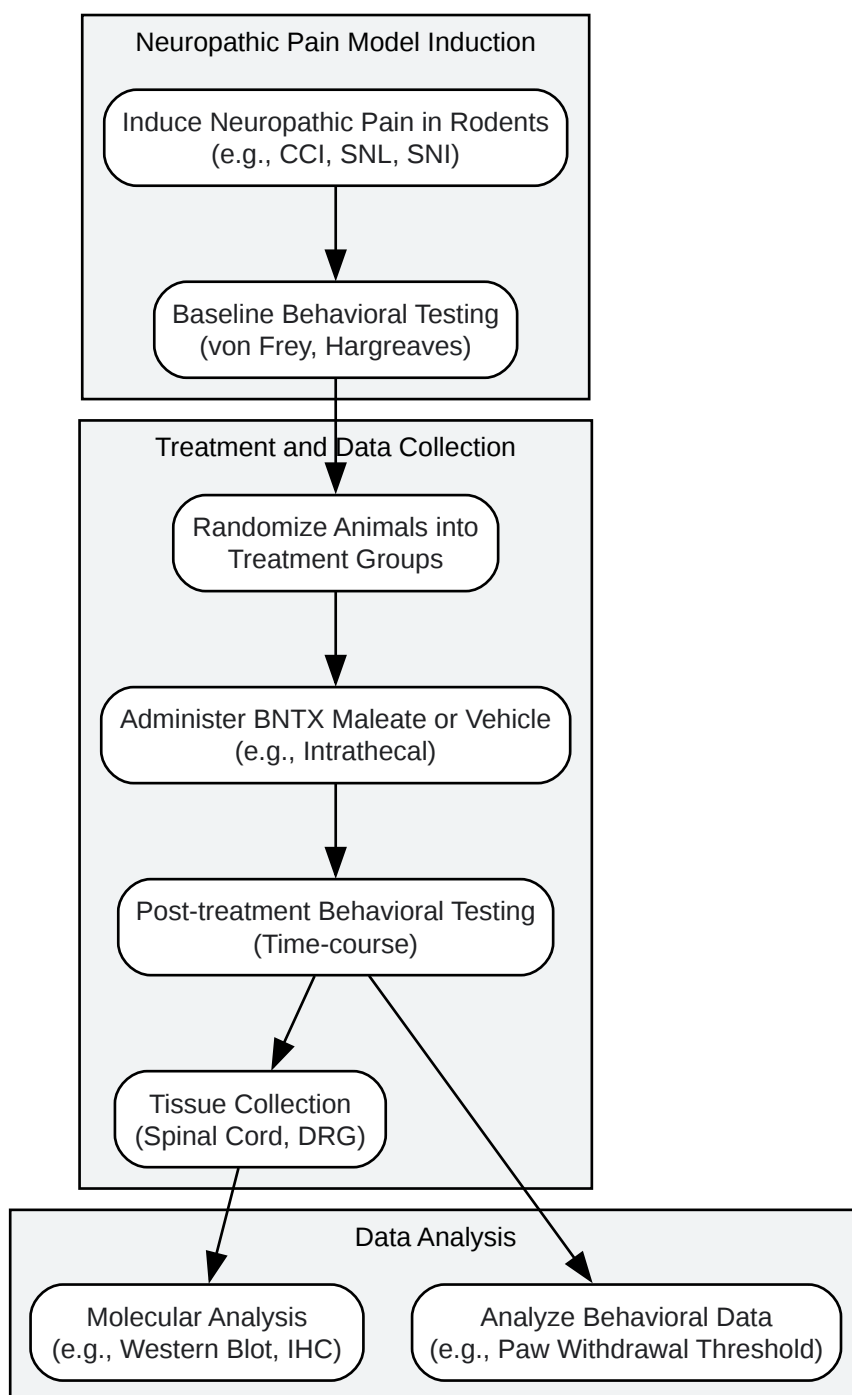 Neuropathic Pain Model Induction
Induce Neuropathic Pain in Rodents
(e.g., CCI, SNL, SNI)
Baseline Behavioral Testing
(von Frey, Hargreaves)
Treatment and Data Collection
Randomize Animals into
Treatment Groups
Administer BNTX Maleate or Vehicle
(e.g., Intrathecal)
Post-treatment Behavioral Testing
(Time-course)
Tissue Collection
(Spinal Cord, DRG)
Data Analysis
Molecular Analysis
(e.g., Western Blot, IHC)
Analyze Behavioral Data
(e.g., Paw Withdrawal Threshold)